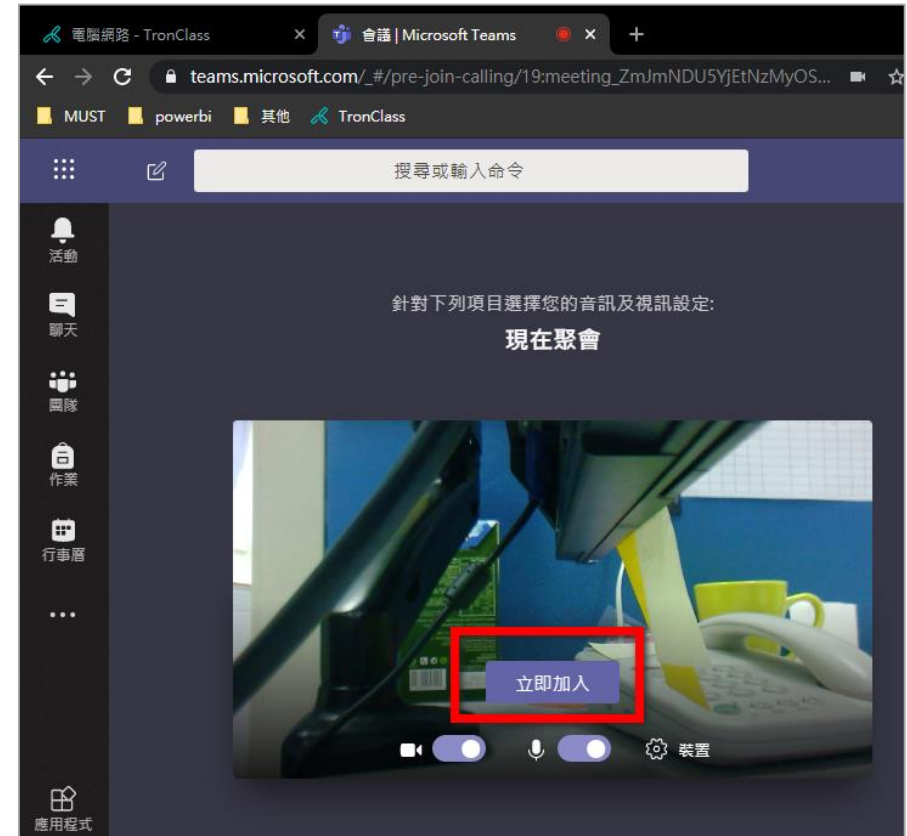 電腦網路 - TronClass
會議 | Microsoft Teams
teams.microsoft.com/_#/pre-join-calling/19:meeting_ZmJmNDU5YjEtNzMyOS...
MUST powerbi 其他 TronClass
搜尋或輸入命令
活動
聊天
團隊
作業
行事曆
應用程式
針對下列項目選擇您的音訊及視訊設定:
現在聚會
立即加入
裝置